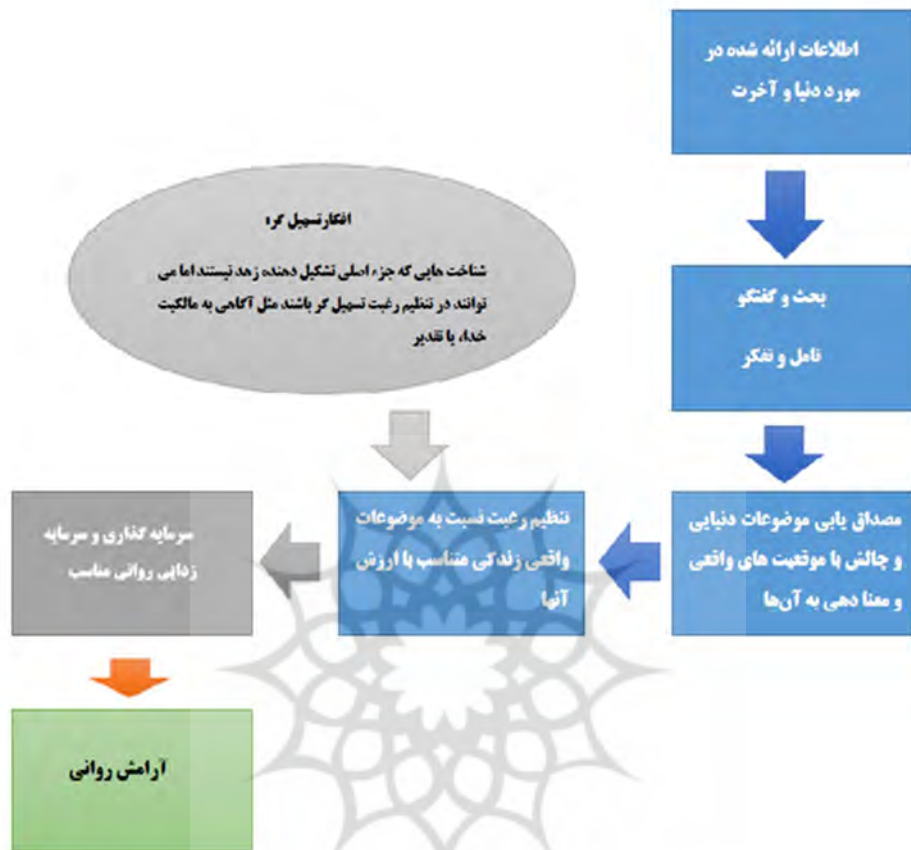 اطلاعات ارائه شده در
مورد دنیا و آخرت
بحث و گفتگو
تامل و تفکر
مصداق یابی موضوعات دنیایی
و چالش با موقعیت های واقعی
و معنا دهی به آن‌ها
افکار تسهیل گر:
شناخت هایی که جزء اصلی تشکیل دهنده زهد نیستند اما می
توانند در تنظیم رغبت تسهیل گر باشند مثل آگاهی به مالکیت
خدا، یا تقدیر
تنظیم رغبت نسبت به موضوعات
واقعی زندگی متناسب با ارزش
آنها
سرمایه گذاری و سرمایه
زدایی روانی مناسب
آرامش روانی